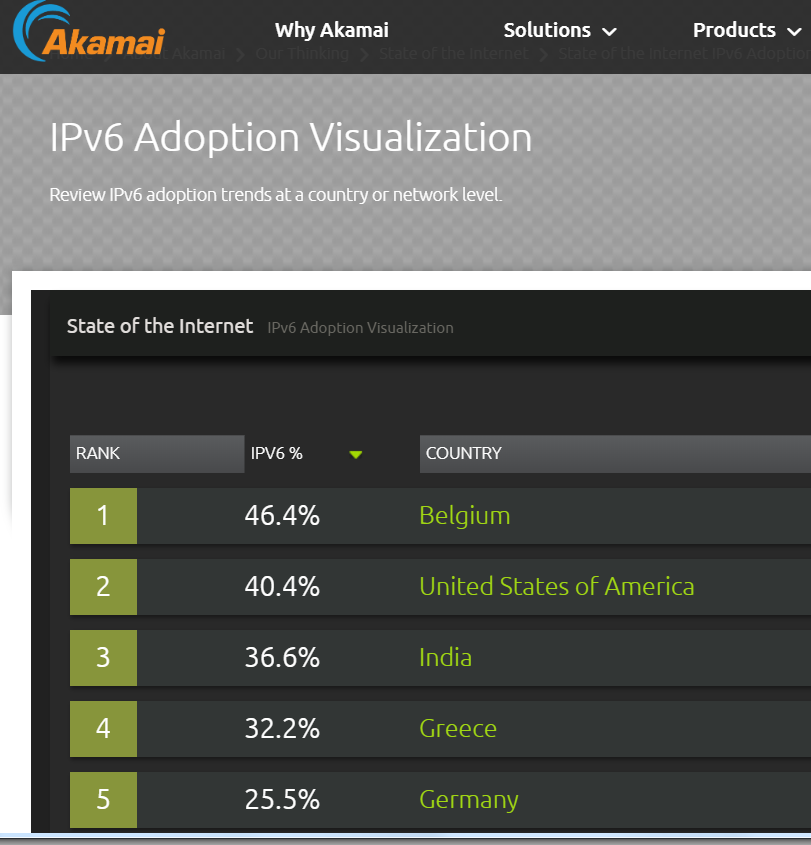 Akamai
Why Akamai Solutions Products
Home > About Akamai > Our Thinking > State of the Internet > State of the Internet IPv6 Adoption
IPv6 Adoption Visualization
Review IPv6 adoption trends at a country or network level.
State of the Internet IPv6 Adoption Visualization
RANK IPV6 % COUNTRY
1 46.4% Belgium
2 40.4% United States of America
3 36.6% India
4 32.2% Greece
5 25.5% Germany